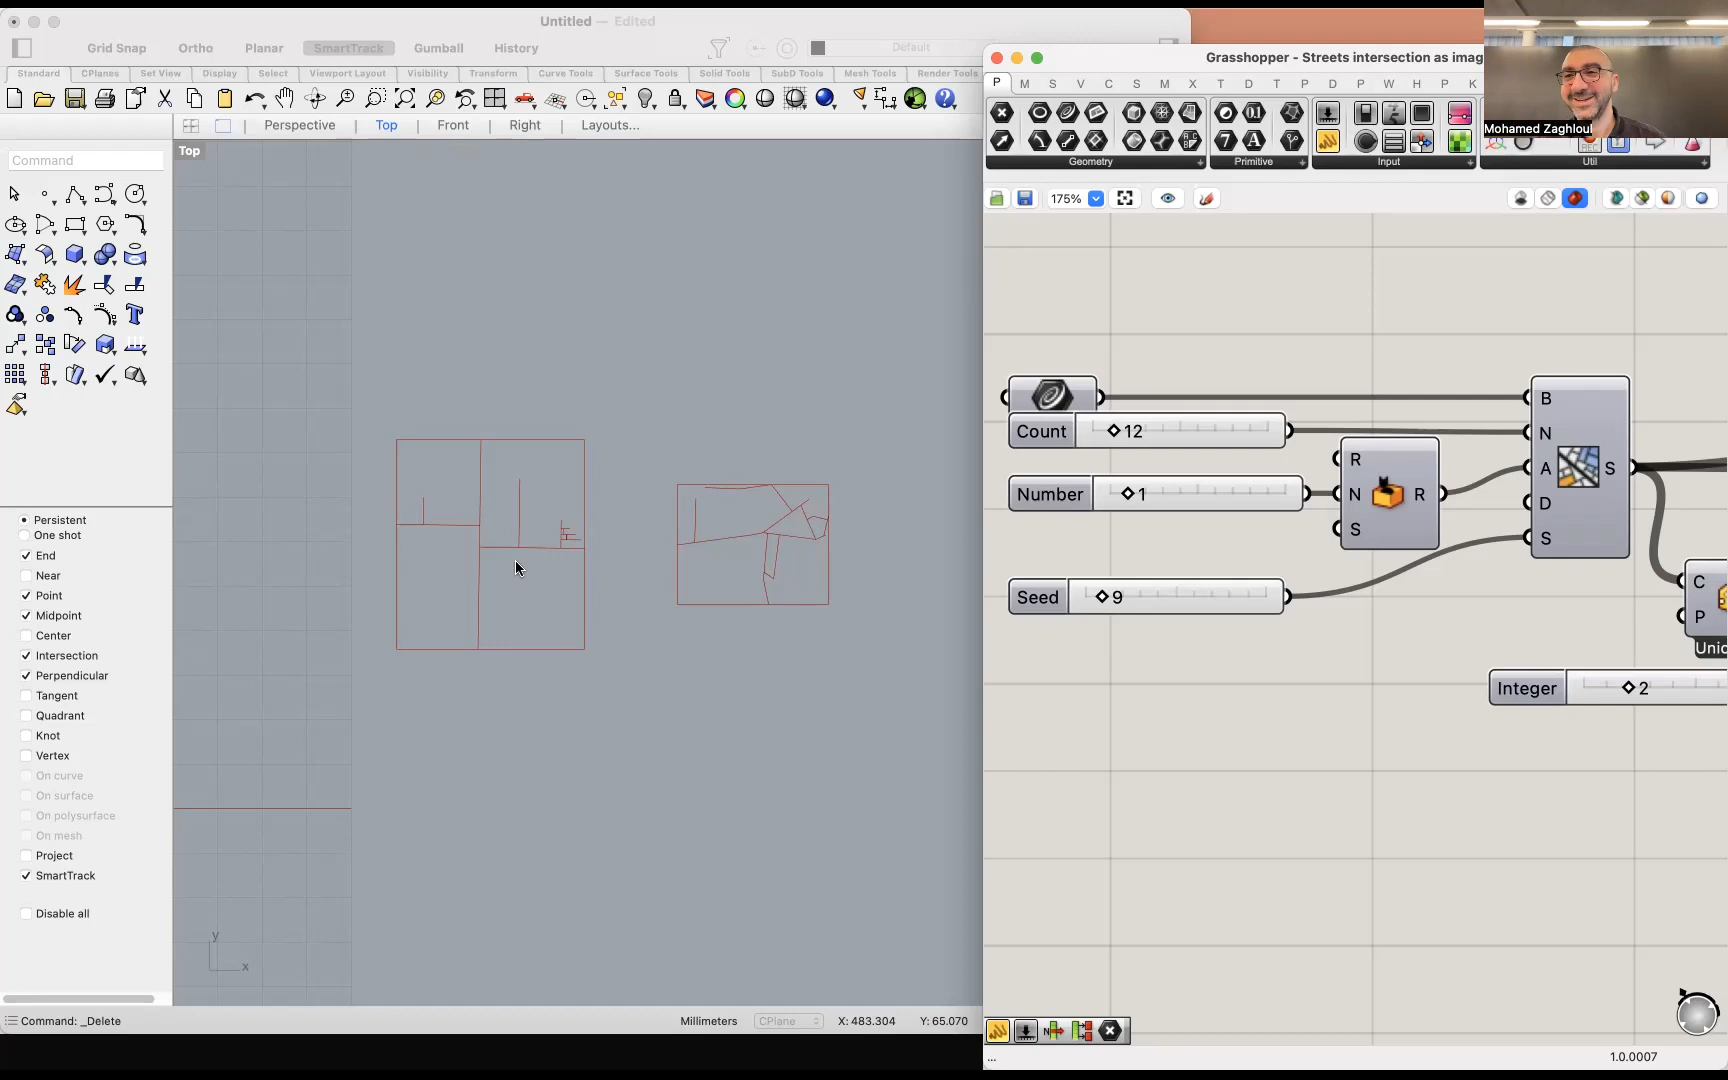 Untitled — Edited
Grid Snap Ortho Planar SmartTrack Gumball History Default
Standard CPlanes Set View Display Select Viewport Layout Visibility Transform Curve Tools Surface Tools Solid Tools SubD Tools Mesh Tools Render Tools
Perspective Top Front Right Layouts...
Command
Top
Persistent
One shot
End
Near
Point
Midpoint
Center
Intersection
Perpendicular
Tangent
Quadrant
Knot
Vertex
On curve
On surface
On polysurface
On mesh
Project
SmartTrack
Disable all
y
x
Command: _Delete Millimeters CPlane X: 483.304 Y: 65.070
Grasshopper - Streets intersection as imag
Mohamed Zaghloul
P M S V C S M X T T P D P W H P K
Geometry Primitive Input Util
175%
Count 12
Number 1
Seed 9
R
N R
S
B
N
A S
D
S
C
P
Integer 2
...
1.0.0007